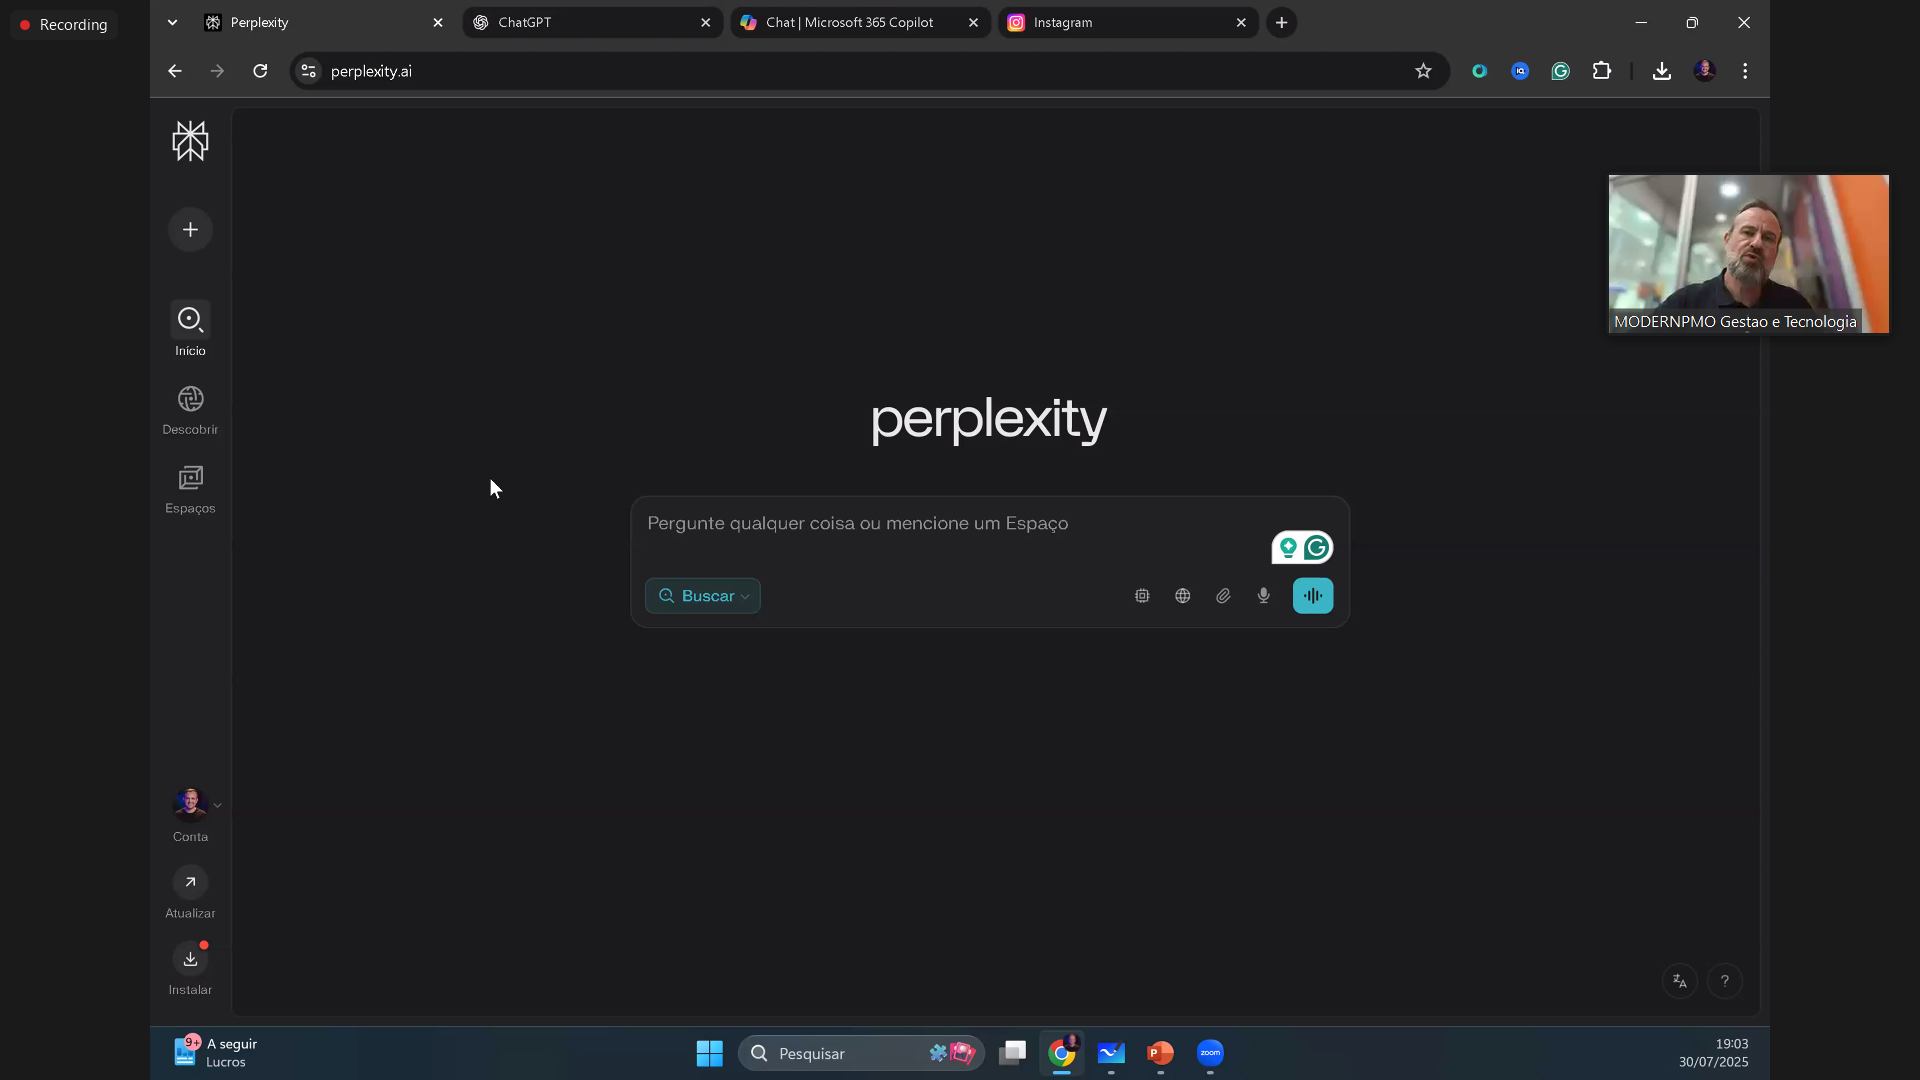 Recording
Perplexity
ChatGPT
Chat | Microsoft 365 Copilot
Instagram
perplexity.ai
Início
Descobrir
Espaços
MODERNPMO Gestao e Tecnologia
perplexity
Pergunte qualquer coisa ou mencione um Espaço
Buscar
Conta
Atualizar
Instalar
9+
A seguir
Lucros
Pesquisar
zoom
19:03
30/07/2025